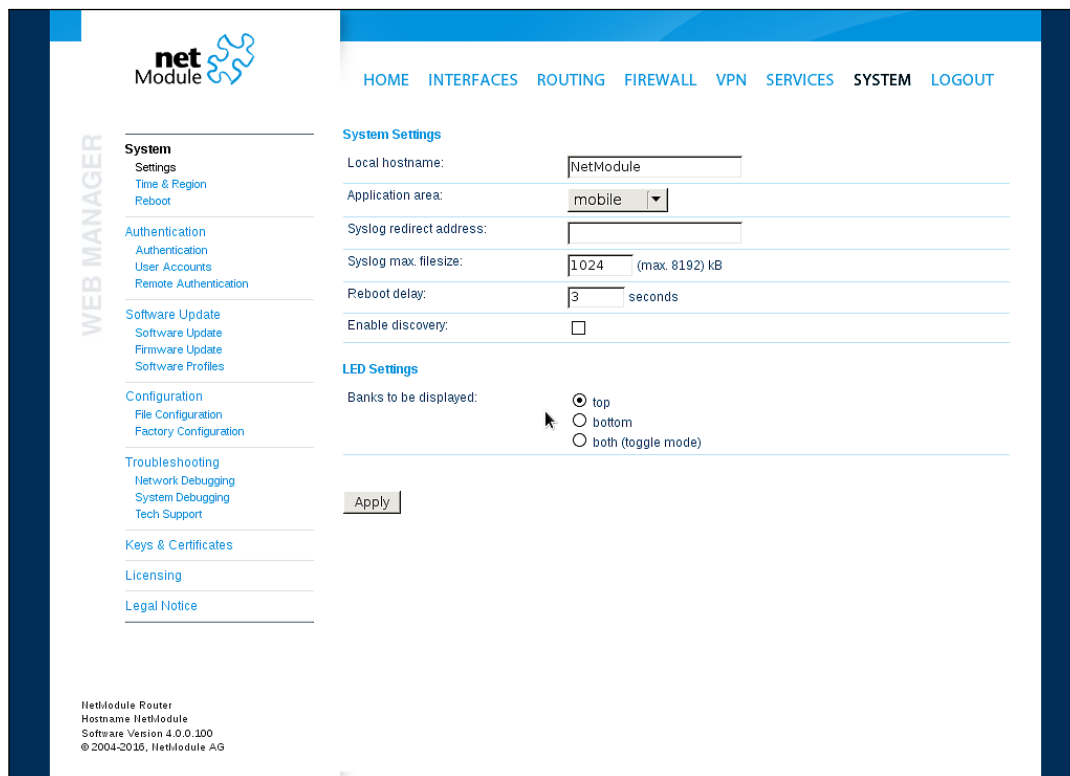 net
Module
HOME INTERFACES ROUTING FIREWALL VPN SERVICES SYSTEM LOGOUT
WEB MANAGER
System
Settings
Time & Region
Reboot
Authentication
Authentication
User Accounts
Remote Authentication
Software Update
Software Update
Firmware Update
Software Profiles
Configuration
File Configuration
Factory Configuration
Troubleshooting
Network Debugging
System Debugging
Tech Support
Keys & Certificates
Licensing
Legal Notice
System Settings
Local hostname: NetModule
Application area: mobile
Syslog redirect address:
Syslog max. filesize: 1024 (max. 8192) kB
Reboot delay: 3 seconds
Enable discovery:
LED Settings
Banks to be displayed: top
bottom
both (toggle mode)
Apply
NetModule Router
Hostname NetModule
Software Version 4.0.0.100
© 2004-2016, NetModule AG